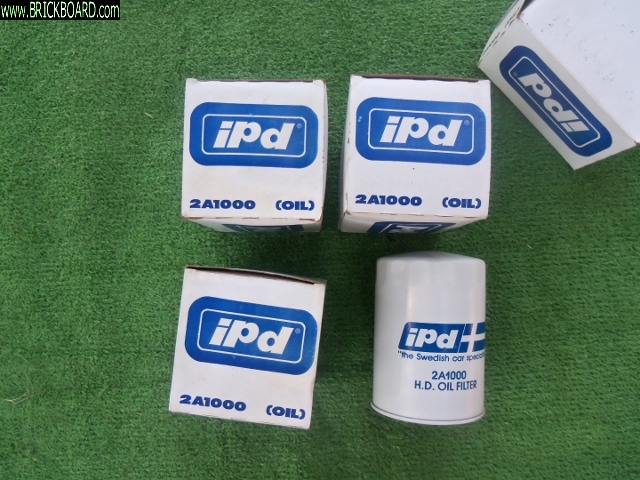 www.BRICKBOARD.com
ipd
2A1000 (OIL)
ipd
2A1000 (OIL)
ipd
ipd
2A1000 (OIL)
ipd
"the Swedish car
2A1000
H.D. OIL FILTER